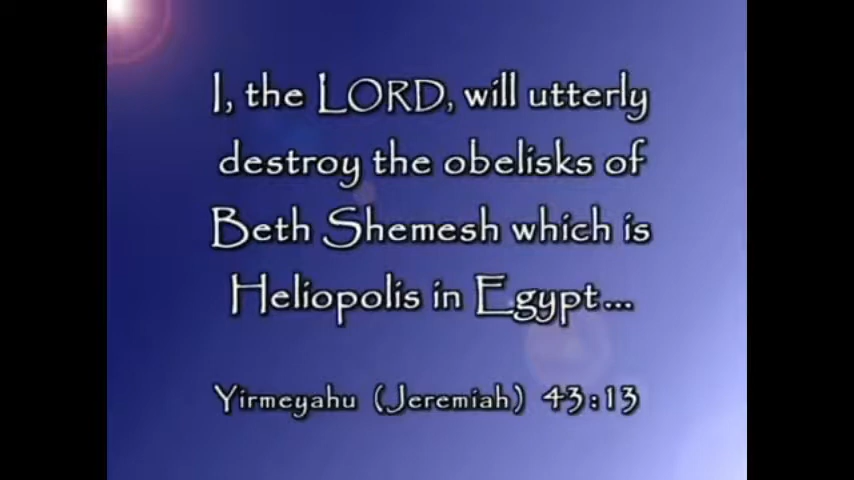 I, the LORD, will utterly
destroy the obelisks of
Beth Shemesh which is
Heliopolis in Egypt...
Yirmeyahu (Jeremiah) 43:13